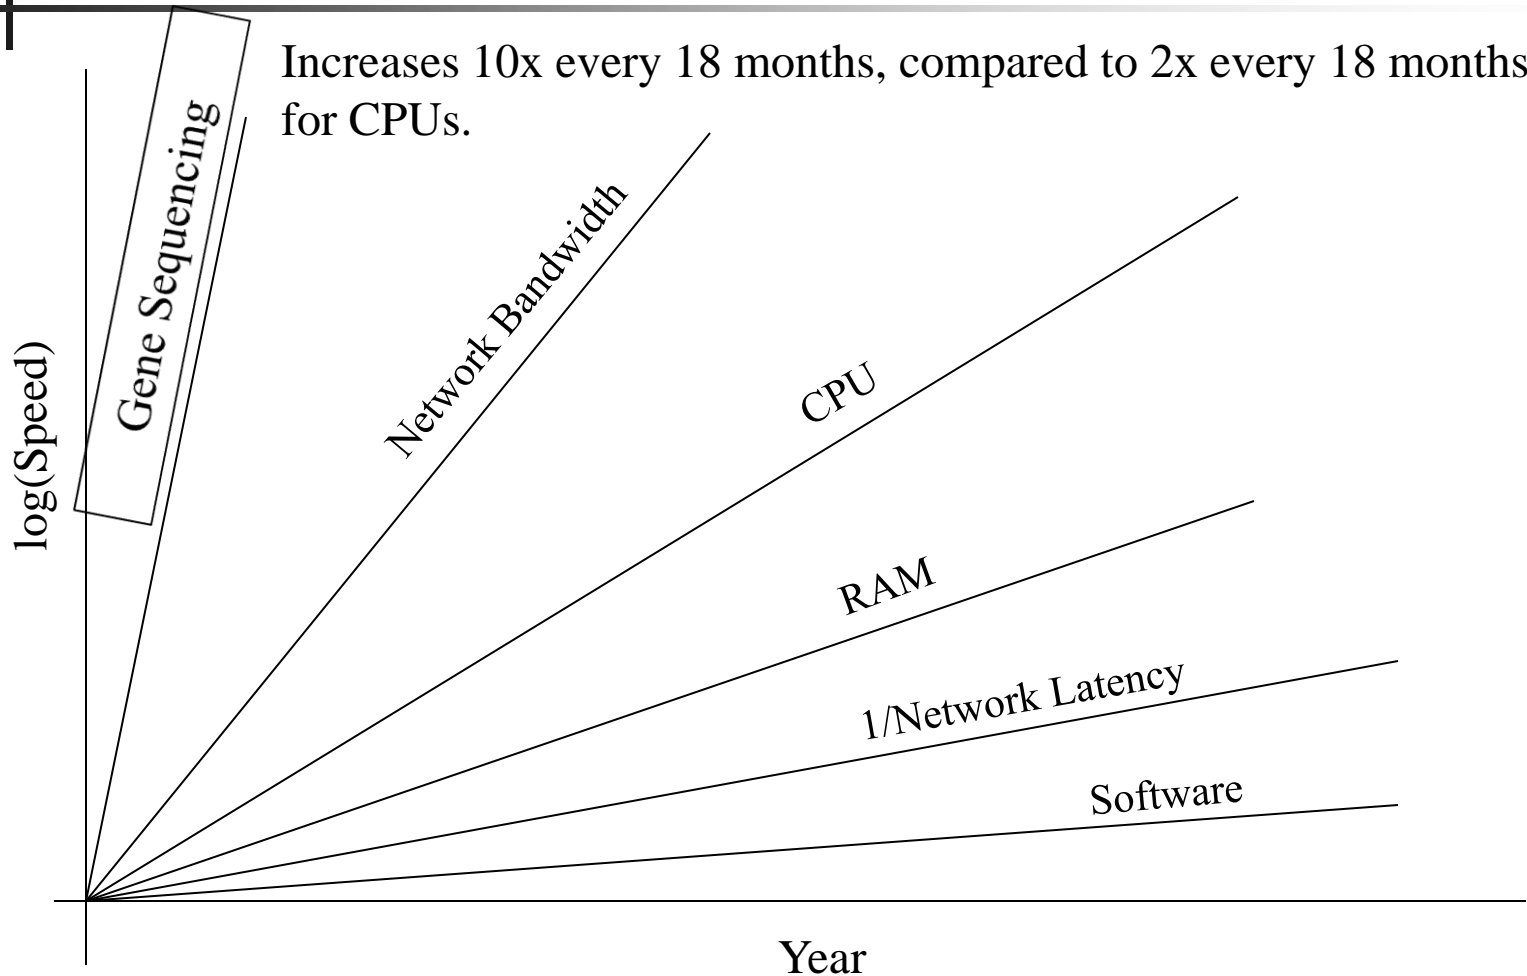 Increases 10x every 18 months, compared to 2x every 18 months
for CPUs.
Gene Sequencing
Network Bandwidth
CPU
log(Speed)
RAM
1/Network Latency
Software
Year